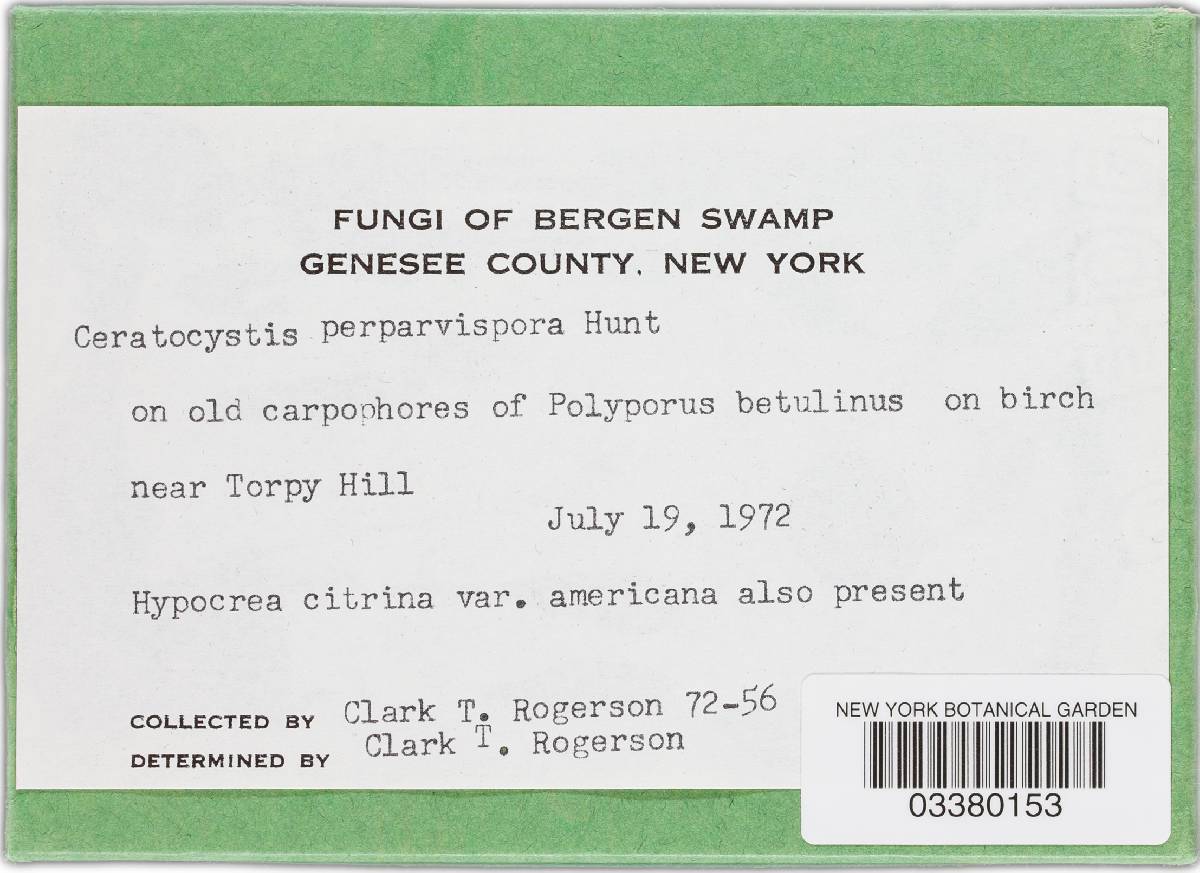 FUNGI OF BERGEN SWAMP
GENESEE COUNTY, NEW YORK
Ceratocystis perparvispora Hunt
on old carpophores of Polyporus betulinus on birch
near Torpy Hill
July 19, 1972
Hypocrea citrina var. americana also present
COLLECTED BY Clark T. Rogerson 72-56
DETERMINED BY Clark T. Rogerson
NEW YORK BOTANICAL GARDEN
03380153